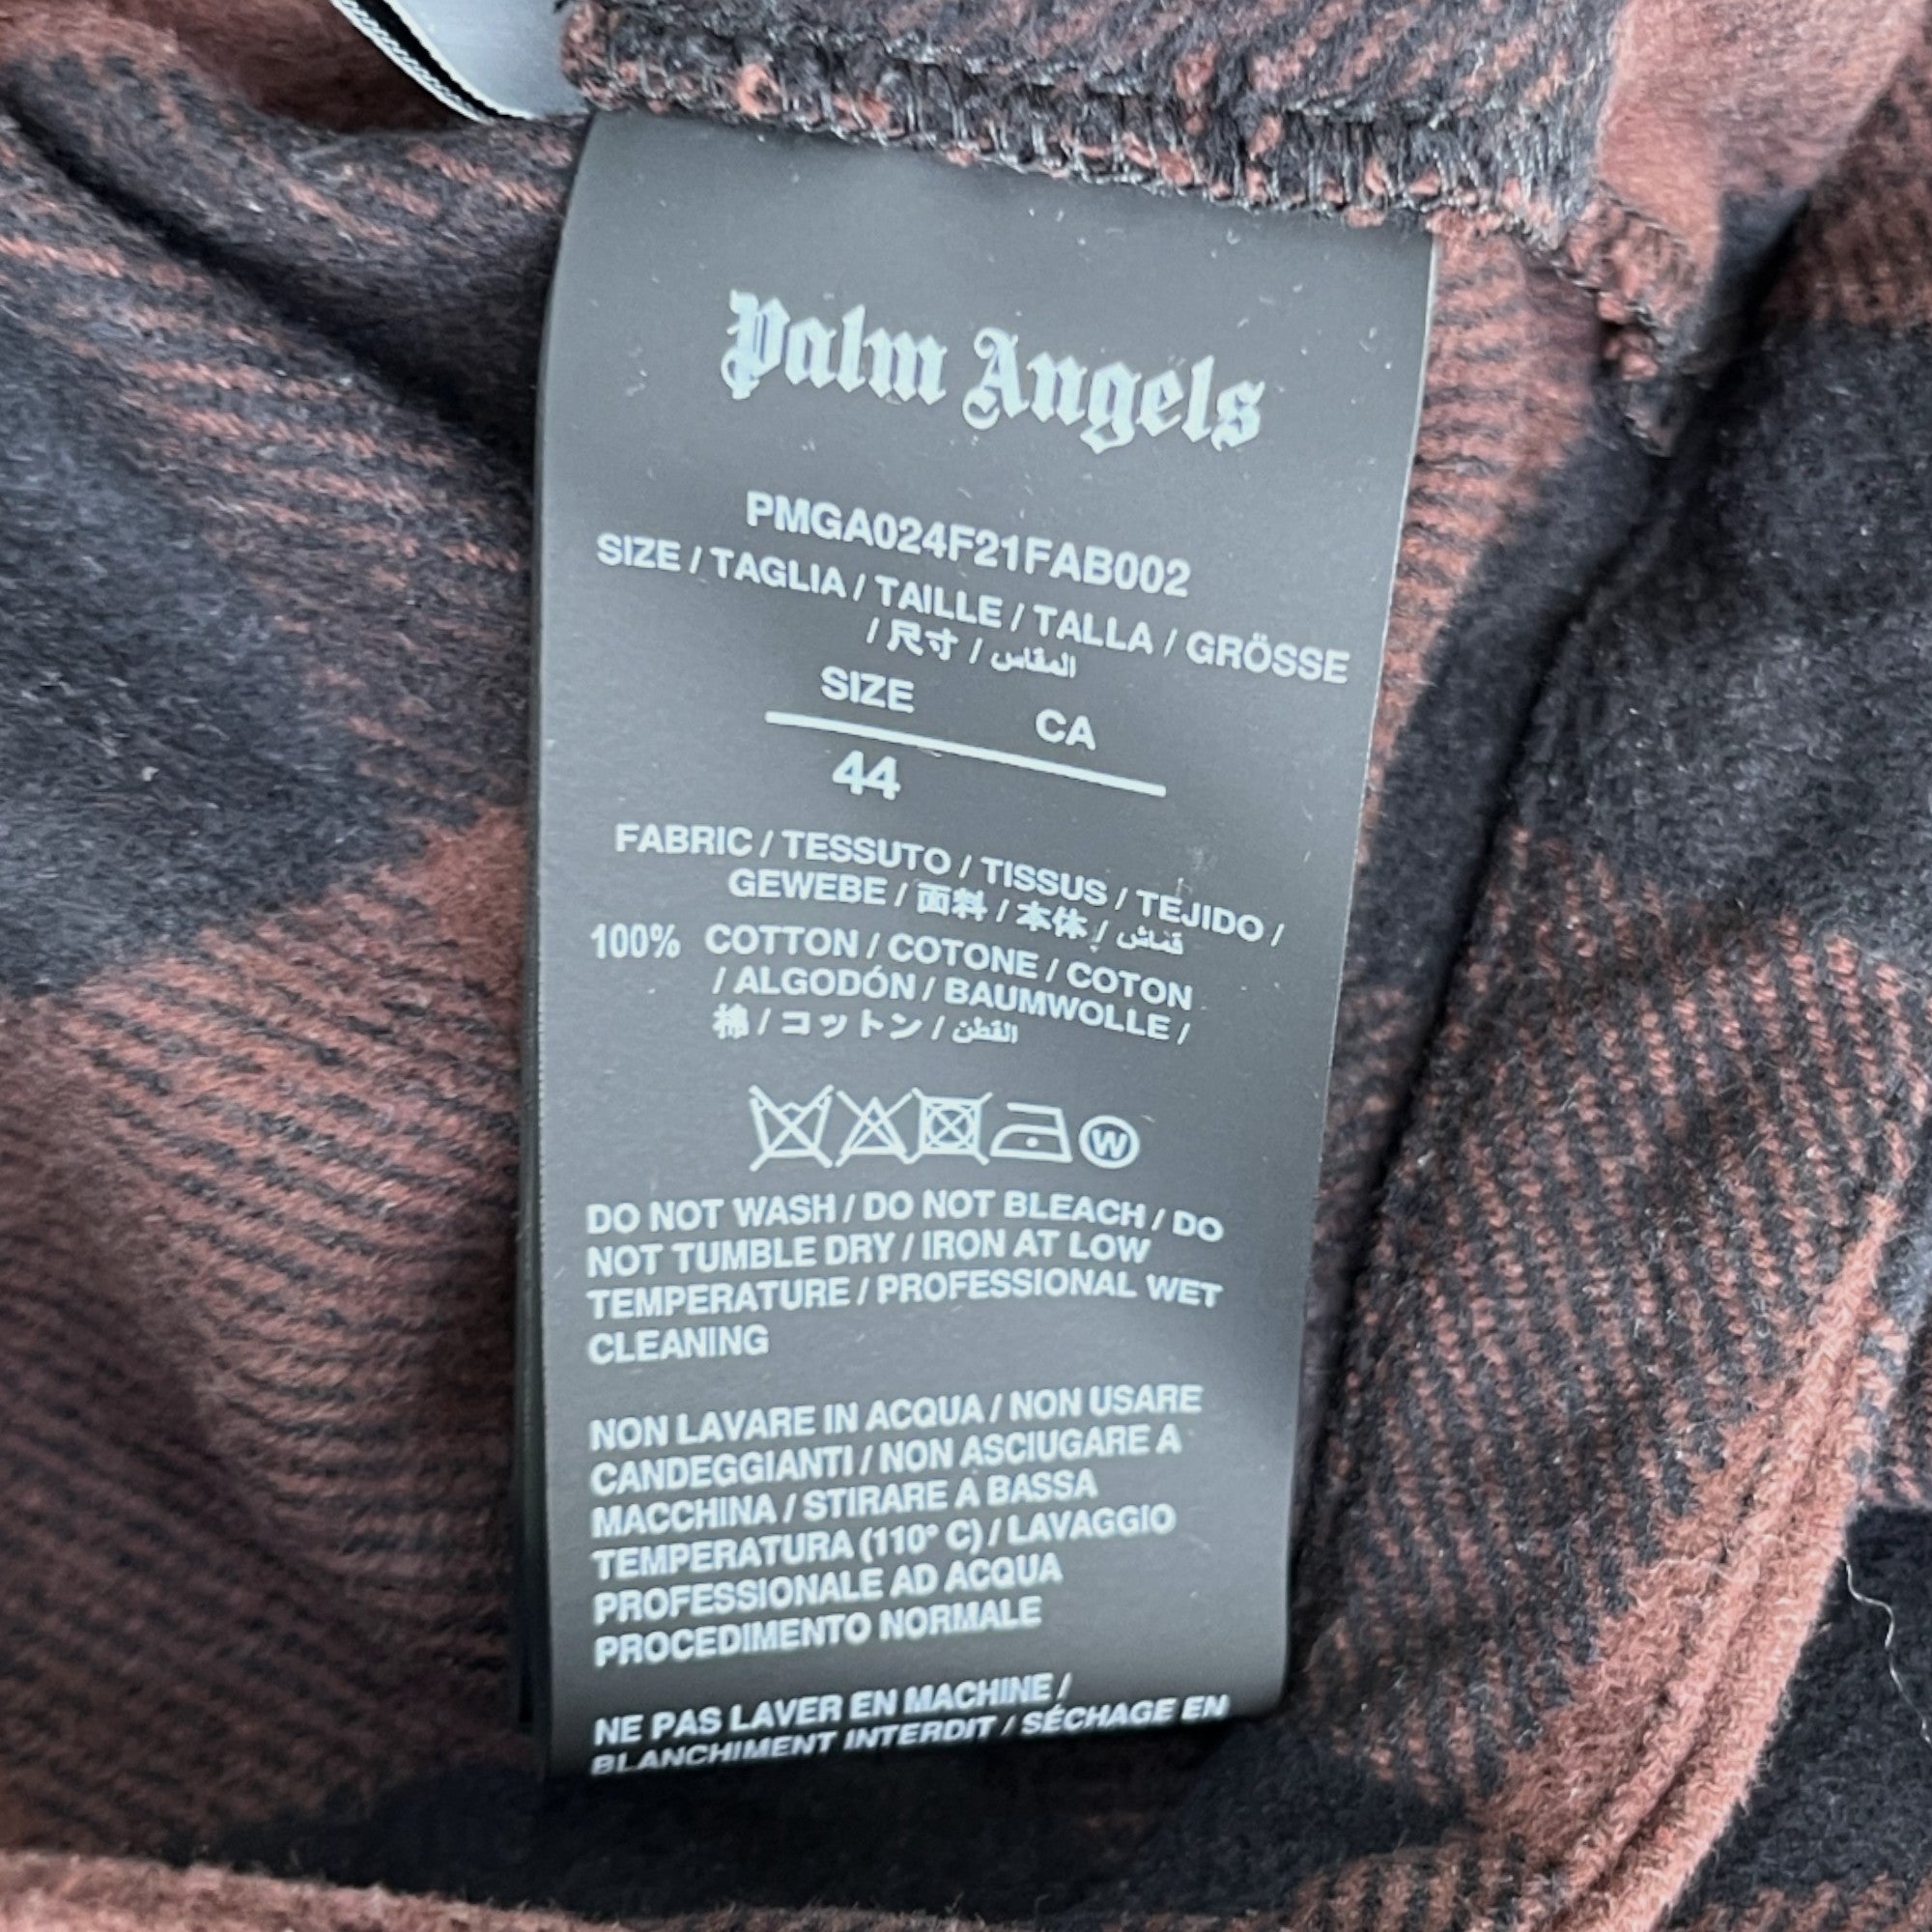 Palm Angels
PMGA024F21FAB002
SIZE / TAGLIA / TAILLE / TALLA / GRÖSSE
/ 尺寸 / المقاس
SIZE CA
44
FABRIC / TESSUTO / TISSUS / TEJIDO /
GEWEBE / 面料 / 本体 / قماش
100% COTTON / COTONE / COTON
/ ALGODÓN / BAUMWOLLE /
棉 / コットン / القطن
W
DO NOT WASH / DO NOT BLEACH / DO
NOT TUMBLE DRY / IRON AT LOW
TEMPERATURE / PROFESSIONAL WET
CLEANING
NON LAVARE IN ACQUA / NON USARE
CANDEGGIANTI / NON ASCIUGARE A
MACCHINA / STIRARE A BASSA
TEMPERATURA (110° C) / LAVAGGIO
PROFESSIONALE AD ACQUA
PROCEDIMENTO NORMALE
NE PAS LAVER EN MACHINE /
BLANCHIMENT INTERDIT / SÉCHAGE EN